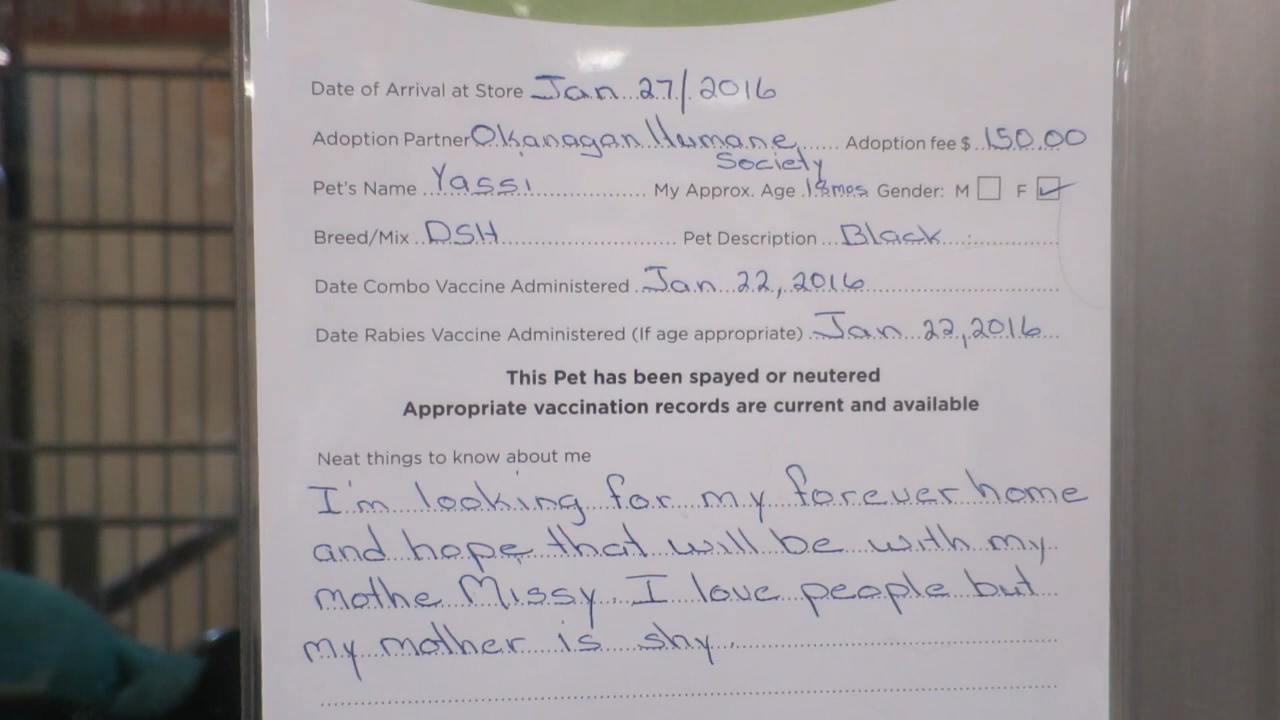 Date of Arrival at Store Jan 27/2016
Adoption Partner Okanagan Humane Society Adoption fee $ 150.00
Pet's Name Yassi My Approx. Age 18mos Gender: M F
Breed/Mix DSH Pet Description Black
Date Combo Vaccine Administered Jan 22, 2016
Date Rabies Vaccine Administered (If age appropriate) Jan 22, 2016
This Pet has been spayed or neutered
Appropriate vaccination records are current and available
Neat things to know about me
I'm looking for my forever home
and hope that will be with my
mothe Missy. I love people but
my mother is shy.